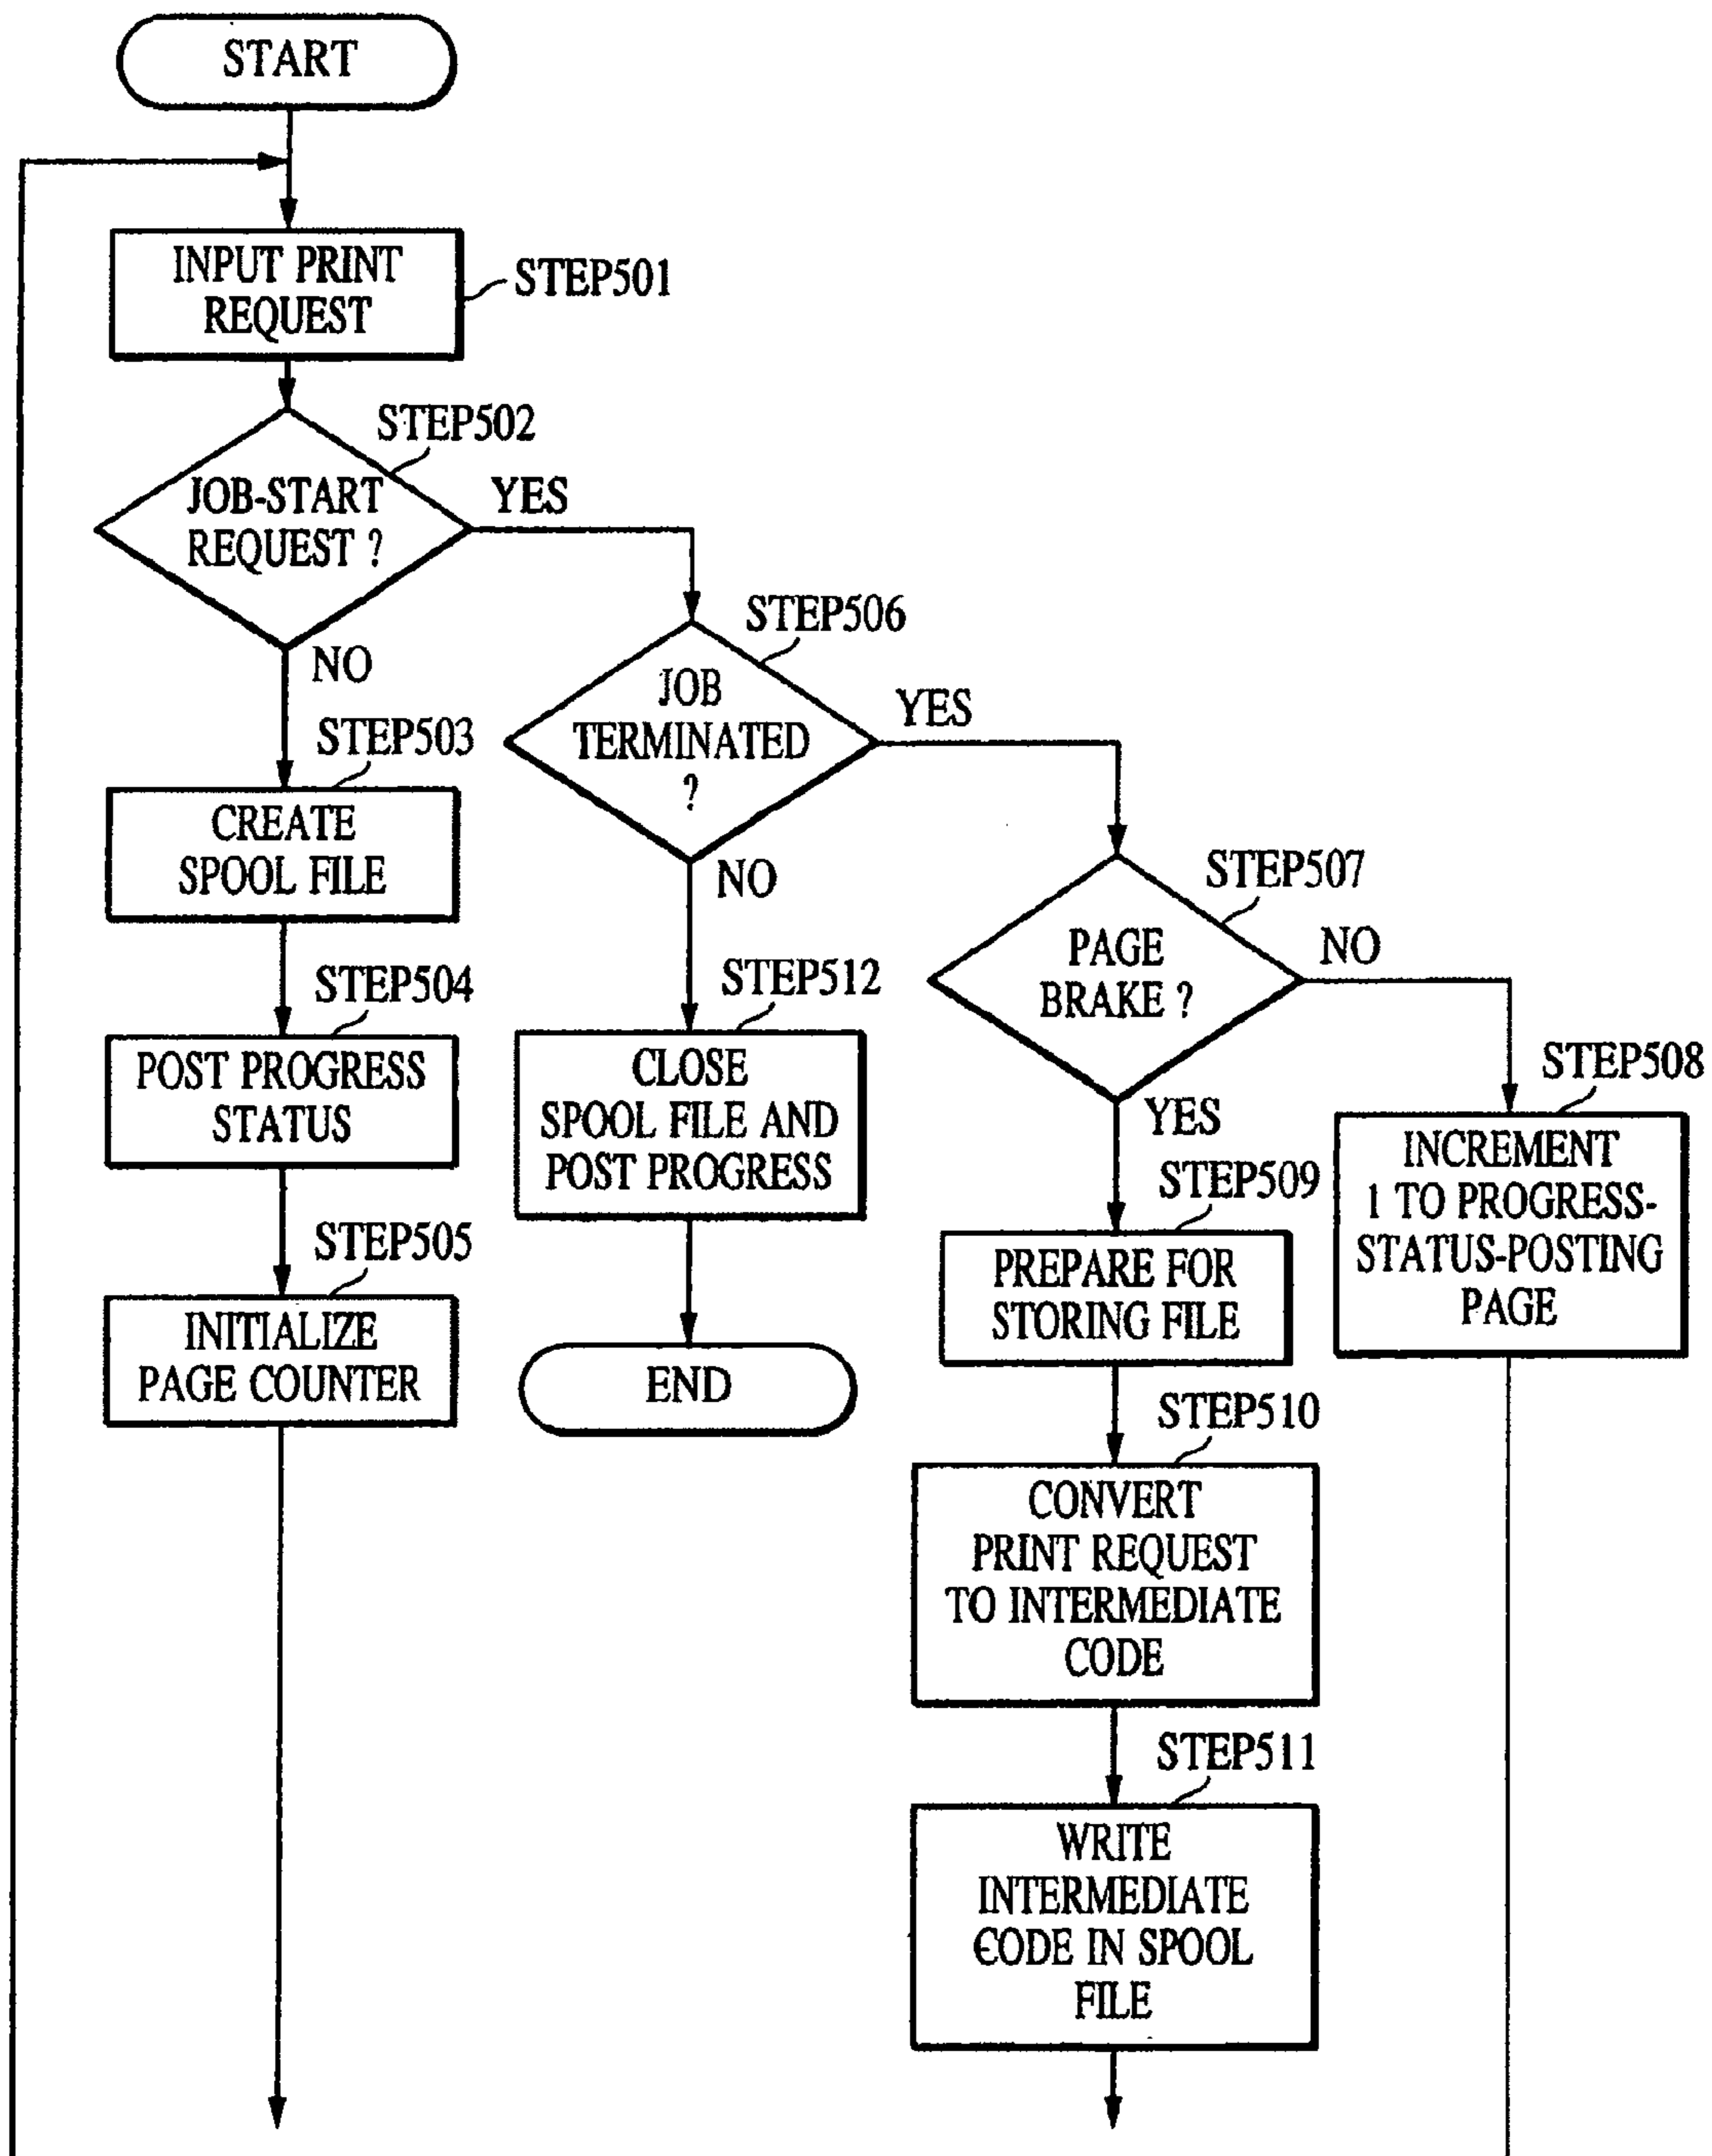 START
INPUT PRINT
REQUEST
STEP501
STEP502
JOB-START
REQUEST ?
YES
NO
STEP503
CREATE
SPOOL FILE
STEP504
POST PROGRESS
STATUS
STEP505
INITIALIZE
PAGE COUNTER
STEP506
JOB
TERMINATED
?
YES
NO
STEP512
CLOSE
SPOOL FILE AND
POST PROGRESS
END
STEP507
PAGE
BRAKE ?
NO
YES
STEP508
INCREMENT
1 TO PROGRESS-
STATUS-POSTING
PAGE
STEP509
PREPARE FOR
STORING FILE
STEP510
CONVERT
PRINT REQUEST
TO INTERMEDIATE
CODE
STEP511
WRITE
INTERMEDIATE
CODE IN SPOOL
FILE